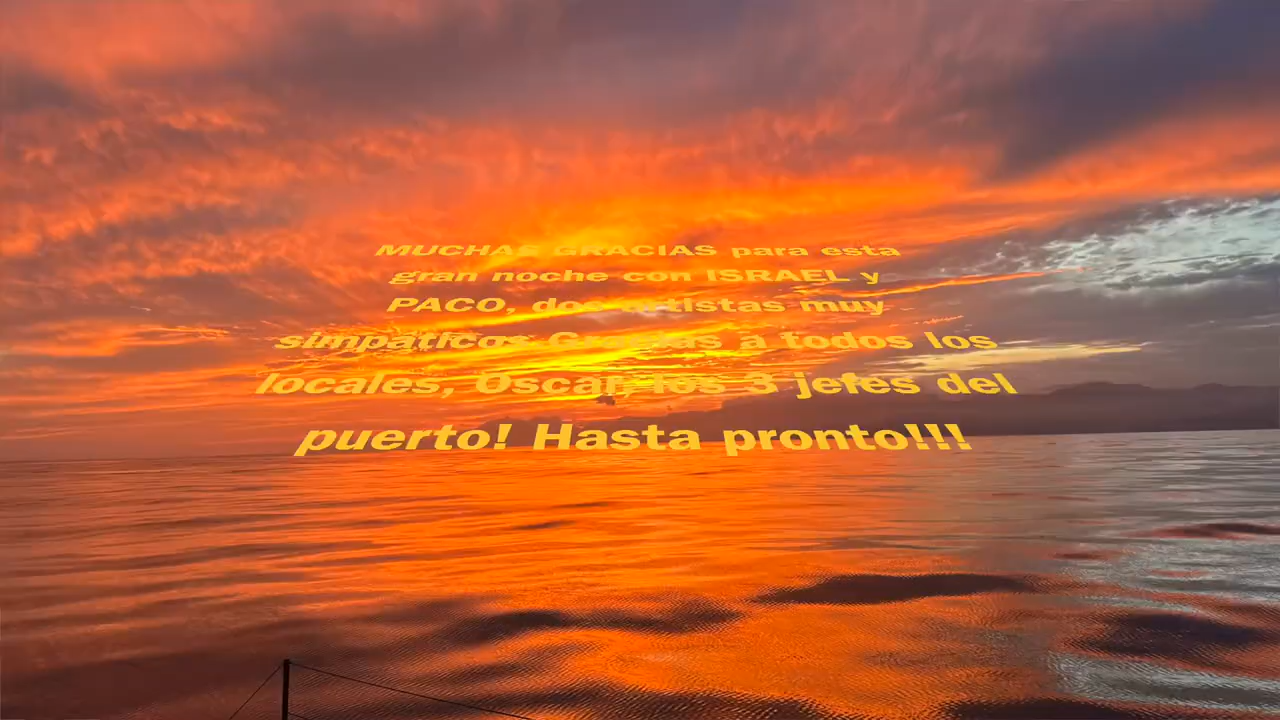 MUCHAS GRACIAS para esta
gran noche con ISRAEL y
PACO, dos artistas muy
simpáticos Gracias a todos los
locales, Oscar, los 3 jefes del
puerto! Hasta pronto!!!